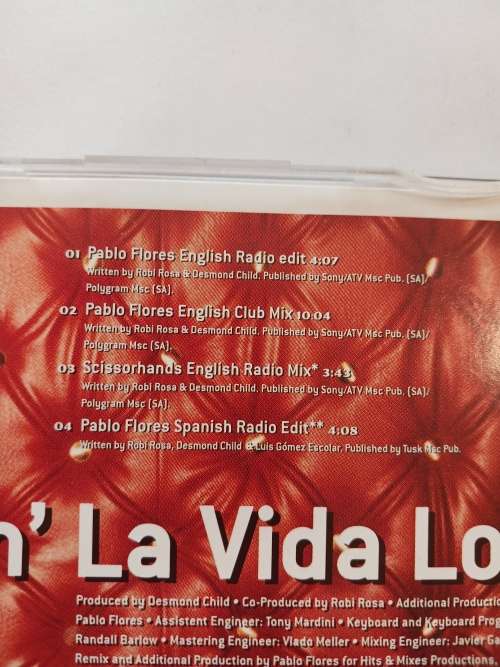 01 Pablo Flores English Radio edit 4:07
Written by Robi Rosa & Desmond Child. Published by Sony/ATV Msc Pub. (SA)/
Polygram Msc (SA).
02 Pablo Flores English Club Mix 10:04
Written by Robi Rosa & Desmond Child. Published by Sony/ATV Msc Pub. (SA)/
Polygram Msc (SA).
03 Scissorhands English Radio Mix* 3:43
Written by Robi Rosa & Desmond Child. Published by Sony/ATV Msc Pub. (SA)/
Polygram Msc (SA).
04 Pablo Flores Spanish Radio Edit** 4:08
Written by Robi Rosa, Desmond Child & Luis Gómez Escolar. Published by Tusk Msc Pub.
n' La Vida Lo
Produced by Desmond Child • Co-Produced by Robi Rosa • Additional Productio
Pablo Flores • Assistent Engineer: Tony Mardini • Keyboard and Keyboard Prog
Randall Barlow • Mastering Engineer: Vlado Meller • Mixing Engineer: Javier Ga
Remix and Additional Production by Pablo Flores for Hits & Mixes Productions